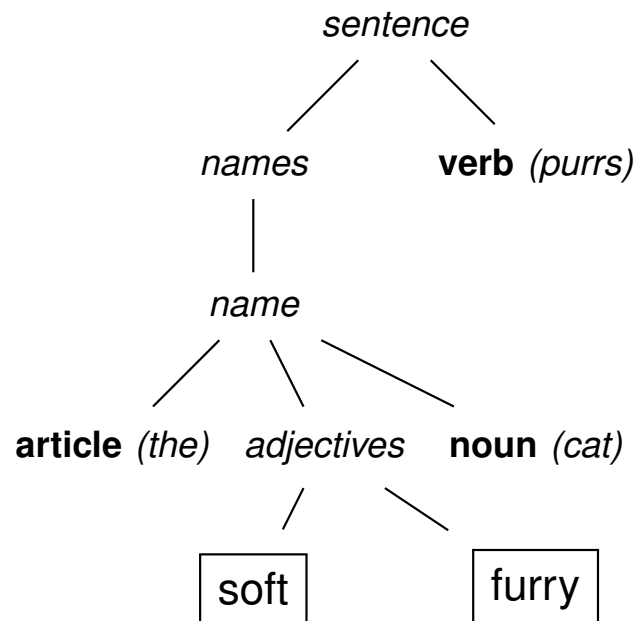 sentence
names verb (purrs)
name
article (the) adjectives noun (cat)
soft furry